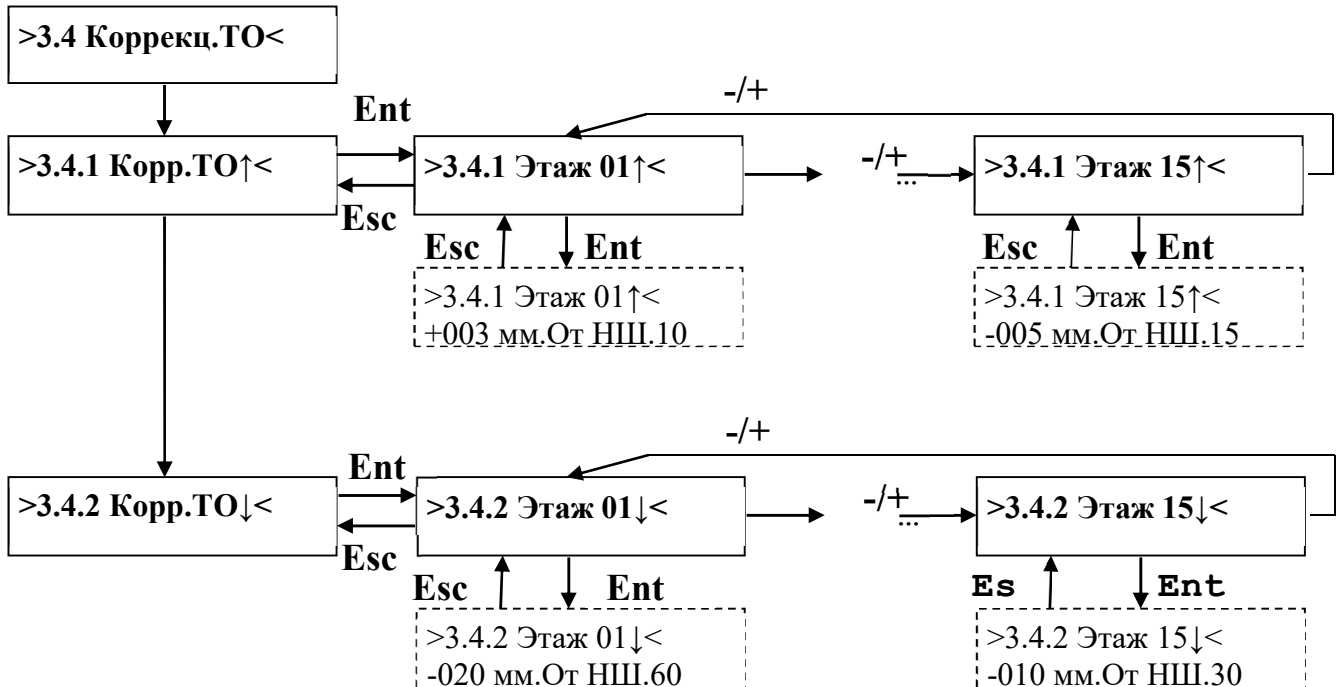 >3.4 Коррекц.ТО<
-/+
Ent
>3.4.1 Корр.ТО↑<
>3.4.1 Этаж 01↑<
-/+
...
>3.4.1 Этаж 15↑<
Esc
Esc
Ent
Esc
Ent
>3.4.1 Этаж 01↑<
+003 мм.От НШ.10
>3.4.1 Этаж 15↑<
-005 мм.От НШ.15
-/+
Ent
>3.4.2 Корр.ТО↓<
>3.4.2 Этаж 01↓<
-/+
...
>3.4.2 Этаж 15↓<
Esc
Esc
Ent
Es
Ent
>3.4.2 Этаж 01↓<
-020 мм.От НШ.60
>3.4.2 Этаж 15↓<
-010 мм.От НШ.30